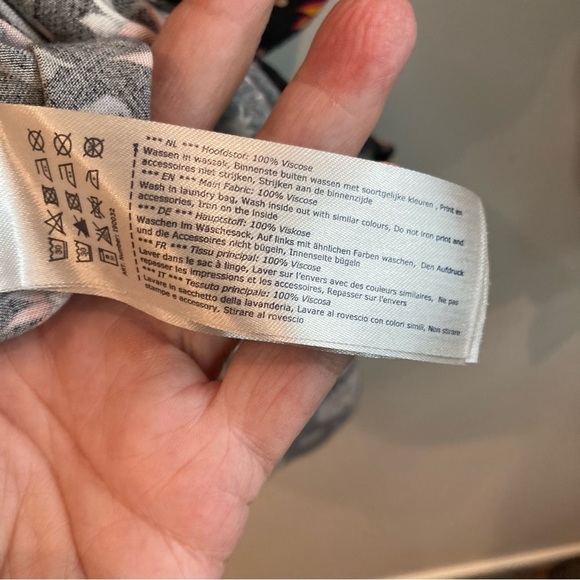 *** NL *** Hoofdstof: 100% Viscose
Wassen in waszak, Binnenste buiten wassen met soortgelijke kleuren , Print en
accessoires niet strijken, Strijken aan de binnenzijde
*** EN *** Main Fabric: 100% Viscose
Wash in laundry bag, Wash inside out with similar colours, Do not iron print and
accessories, Iron on the inside
*** DE *** Hauptstoff: 100% Viskose
Waschen im Wäschesack, Auf links mit ähnlichen Farben waschen, Den Aufdruck
und die Accessoires nicht bügeln, Innenseite bügeln
*** FR *** Tissu principal: 100% Viscose
Laver dans le sac à linge, Laver sur l'envers avec des couleurs similaires, Ne pas
repasser les impressions et les accessoires, Repasser sur l'envers
*** IT *** Tessuto principale: 100% Viscosa
Lavare in sacchetto della lavanderia, Lavare al rovescio con colori simili, Non stirare
stampe e accessory, Stirare al rovescio